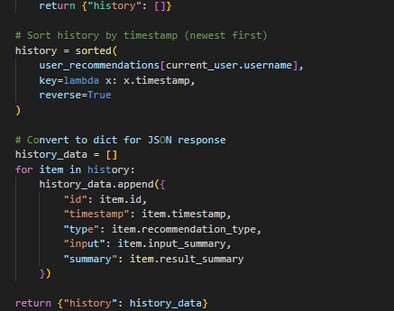 return {"history": []}
# Sort history by timestamp (newest first)
history = sorted(
user_recommendations[current_user.username],
key=lambda x: x.timestamp,
reverse=True
)
# Convert to dict for JSON response
history_data = []
for item in history:
history_data.append({
"id": item.id,
"timestamp": item.timestamp,
"type": item.recommendation_type,
"input": item.input_summary,
"summary": item.result_summary
})
return {"history": history_data}